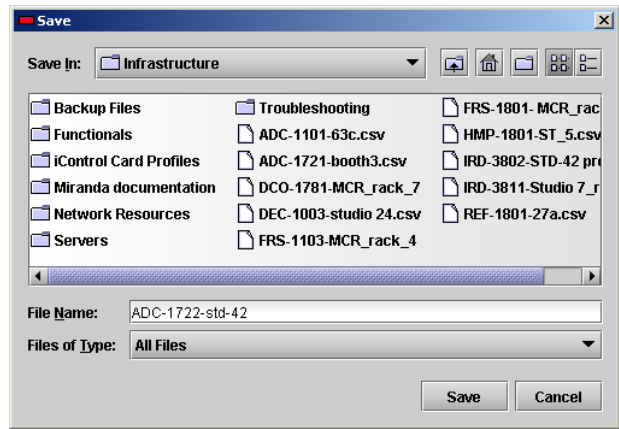 Save
Save In: Infrastructure
Backup Files
Functionals
iControl Card Profiles
Miranda documentation
Network Resources
Servers
Troubleshooting
ADC-1101-63c.csv
ADC-1721-booth3.csv
DCO-1781-MCR_rack_7
DEC-1003-studio 24.csv
FRS-1103-MCR_rack_4
FRS-1801- MCR_rac
HMP-1801-ST_5.csv
IRD-3802-STD-42 pr
IRD-3811-Studio 7_r
REF-1801-27a.csv
File Name: ADC-1722-std-42
Files of Type: All Files
Save Cancel